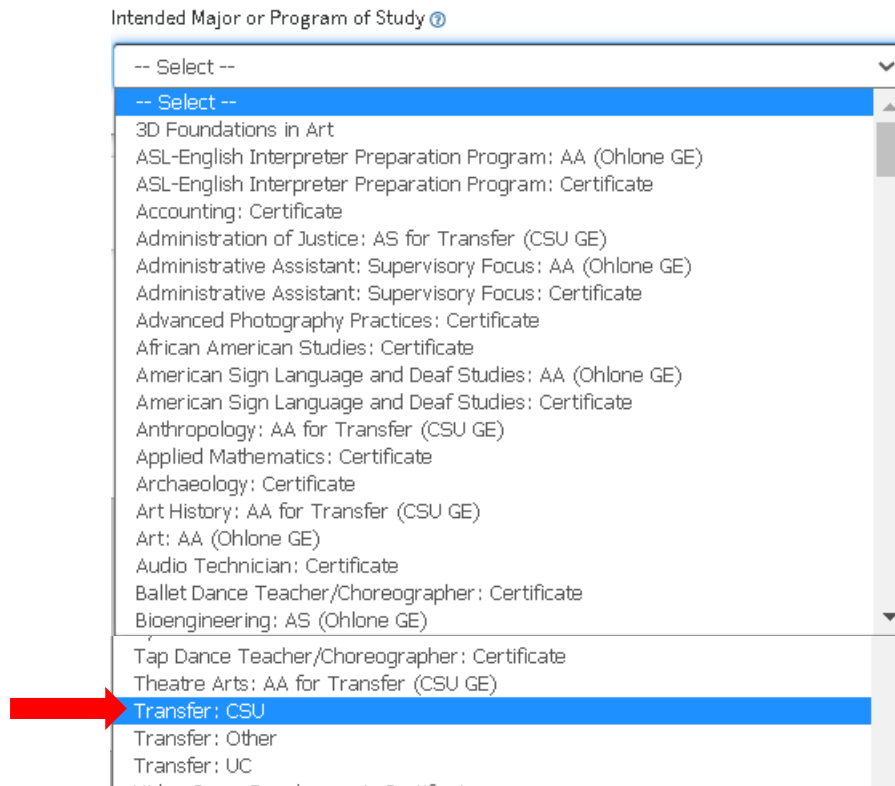 Intended Major or Program of Study
-- Select --
-- Select --
3D Foundations in Art
ASL-English Interpreter Preparation Program: AA (Ohlone GE)
ASL-English Interpreter Preparation Program: Certificate
Accounting: Certificate
Administration of Justice: AS for Transfer (CSU GE)
Administrative Assistant: Supervisory Focus: AA (Ohlone GE)
Administrative Assistant: Supervisory Focus: Certificate
Advanced Photography Practices: Certificate
African American Studies: Certificate
American Sign Language and Deaf Studies: AA (Ohlone GE)
American Sign Language and Deaf Studies: Certificate
Anthropology: AA for Transfer (CSU GE)
Applied Mathematics: Certificate
Archaeology: Certificate
Art History: AA for Transfer (CSU GE)
Art: AA (Ohlone GE)
Audio Technician: Certificate
Ballet Dance Teacher/Choreographer: Certificate
Bioengineering: AS (Ohlone GE)
Tap Dance Teacher/Choreographer: Certificate
Theatre Arts: AA for Transfer (CSU GE)
Transfer: CSU
Transfer: Other
Transfer: UC